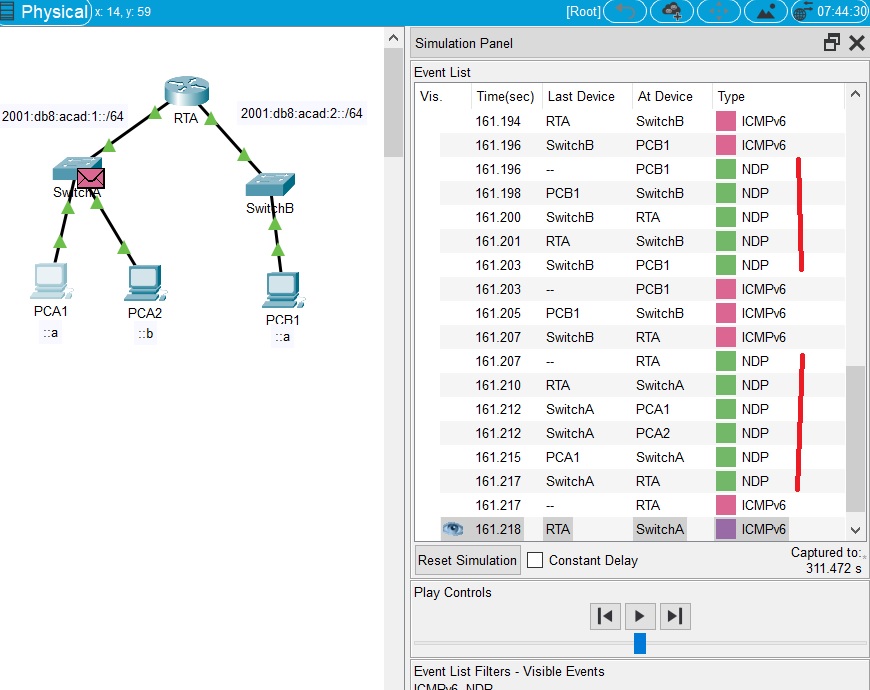 Physical x: 14, y: 59 [Root] 07:44:30
2001:db8:acad:1::/64
2001:db8:acad:2::/64
RTA
SwitchA
SwitchB
PCA1
PCA2
PCB1
::a
::b
::a
Simulation Panel
Event List
Vis. Time(sec) Last Device At Device Type
161.194 RTA SwitchB ICMPv6
161.196 SwitchB PCB1 ICMPv6
161.196 -- PCB1 NDP
161.198 PCB1 SwitchB NDP
161.200 SwitchB RTA NDP
161.201 RTA SwitchB NDP
161.203 SwitchB PCB1 NDP
161.203 -- PCB1 ICMPv6
161.205 PCB1 SwitchB ICMPv6
161.207 SwitchB RTA ICMPv6
161.207 -- RTA NDP
161.210 RTA SwitchA NDP
161.212 SwitchA PCA1 NDP
161.212 SwitchA PCA2 NDP
161.215 PCA1 SwitchA NDP
161.217 SwitchA RTA NDP
161.217 -- RTA ICMPv6
161.218 RTA SwitchA ICMPv6
Reset Simulation Constant Delay
Captured to:
311.472 s
Play Controls
Event List Filters - Visible Events
ICMPv6, NDP